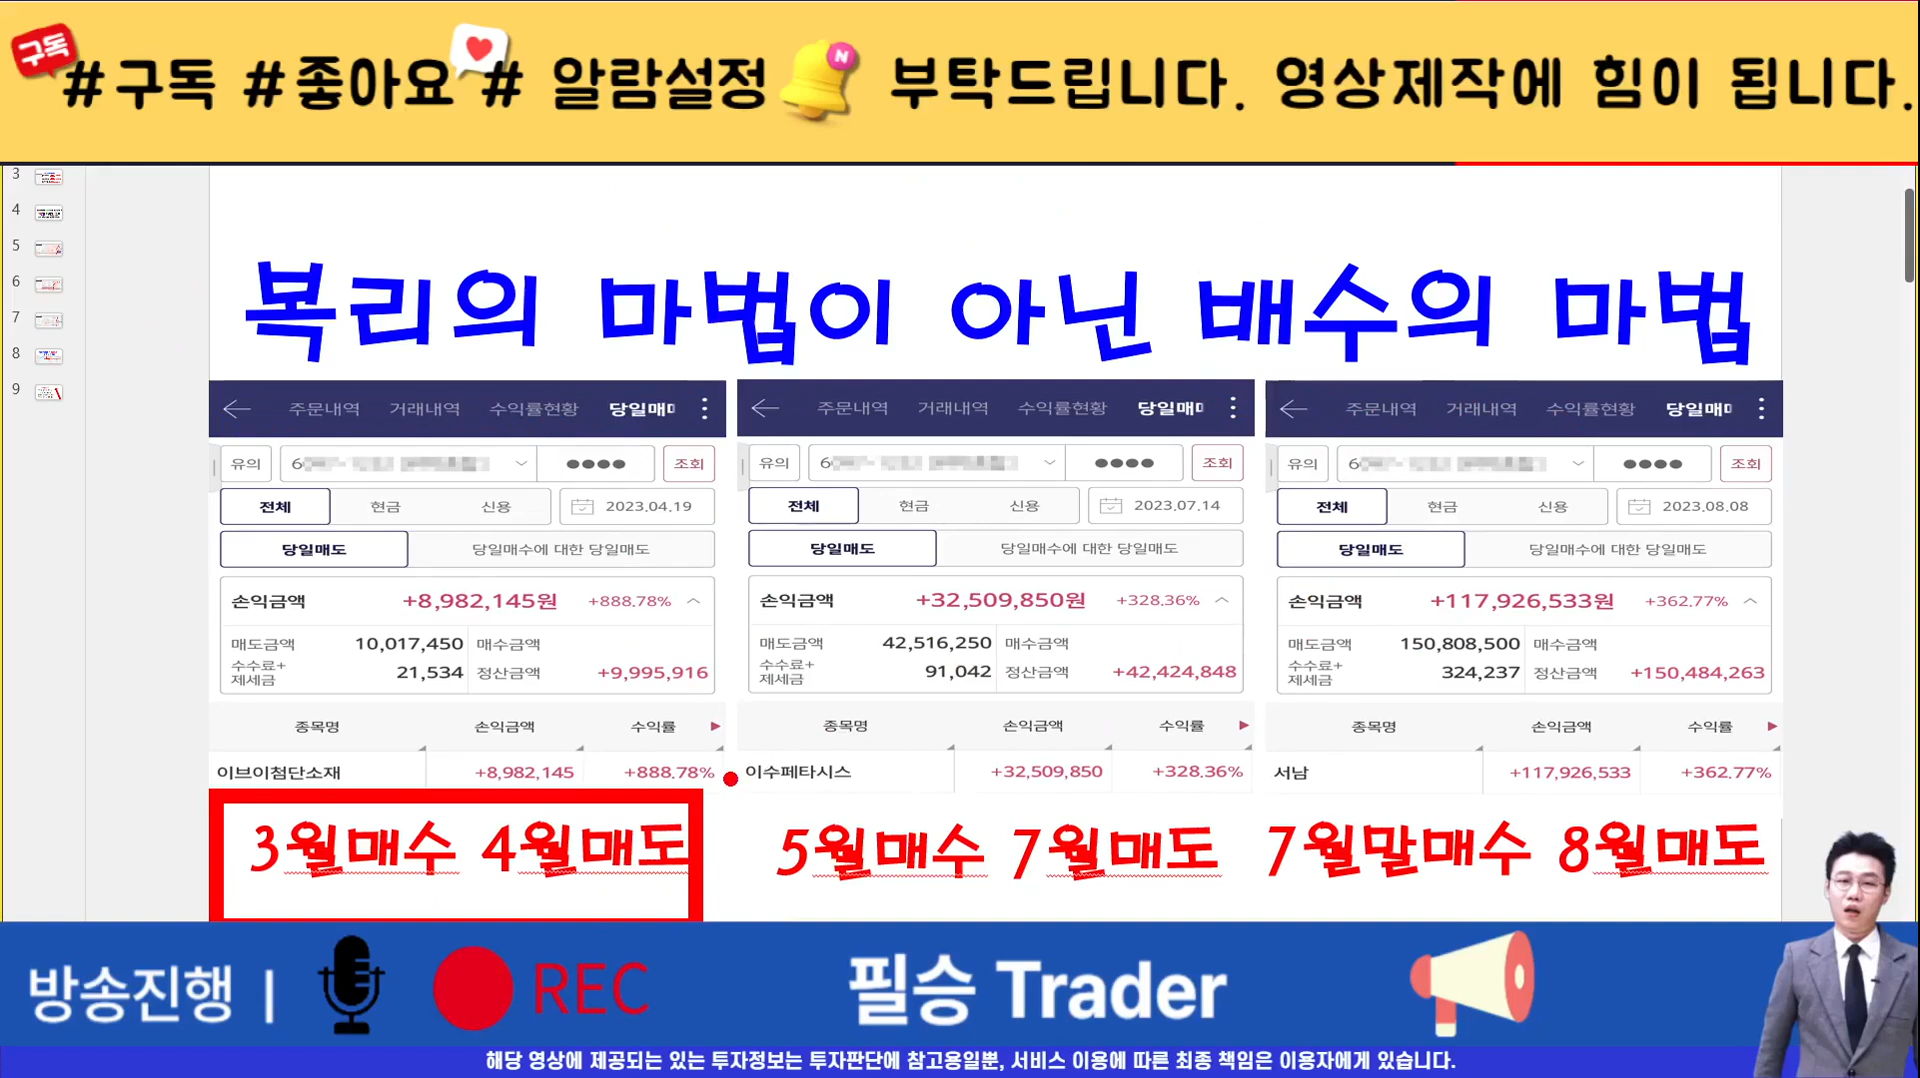 구독
#구독 #좋아요 # 알람설정 N 부탁드립니다. 영상제작에 힘이 됩니다.
3
4
5
6
7
8
9
복리의 마법이 아닌 배수의 마법
주문내역 거래내역 수익률현황 당일매매
유의 6 ●●●● 조회
전체 현금 신용 2023.04.19
당일매도 당일매수에 대한 당일매도
손익금액 +8,982,145원 +888.78%
매도금액 10,017,450 매수금액
수수료+
제세금 21,534 정산금액 +9,995,916
종목명 손익금액 수익률
이브이첨단소재 +8,982,145 +888.78%
3월매수 4월매도
주문내역 거래내역 수익률현황 당일매매
유의 6 ●●●● 조회
전체 현금 신용 2023.07.14
당일매도 당일매수에 대한 당일매도
손익금액 +32,509,850원 +328.36%
매도금액 42,516,250 매수금액
수수료+
제세금 91,042 정산금액 +42,424,848
종목명 손익금액 수익률
이수페타시스 +32,509,850 +328.36%
5월매수 7월매도
주문내역 거래내역 수익률현황 당일매매
유의 6 ●●●● 조회
전체 현금 신용 2023.08.08
당일매도 당일매수에 대한 당일매도
손익금액 +117,926,533원 +362.77%
매도금액 150,808,500 매수금액
수수료+
제세금 324,237 정산금액 +150,484,263
종목명 손익금액 수익률
서남 +117,926,533 +362.77%
7월말매수 8월매도
방송진행 | REC 필승 Trader
해당 영상에 제공되는 있는 투자정보는 투자판단에 참고용일뿐, 서비스 이용에 따른 최종 책임은 이용자에게 있습니다.